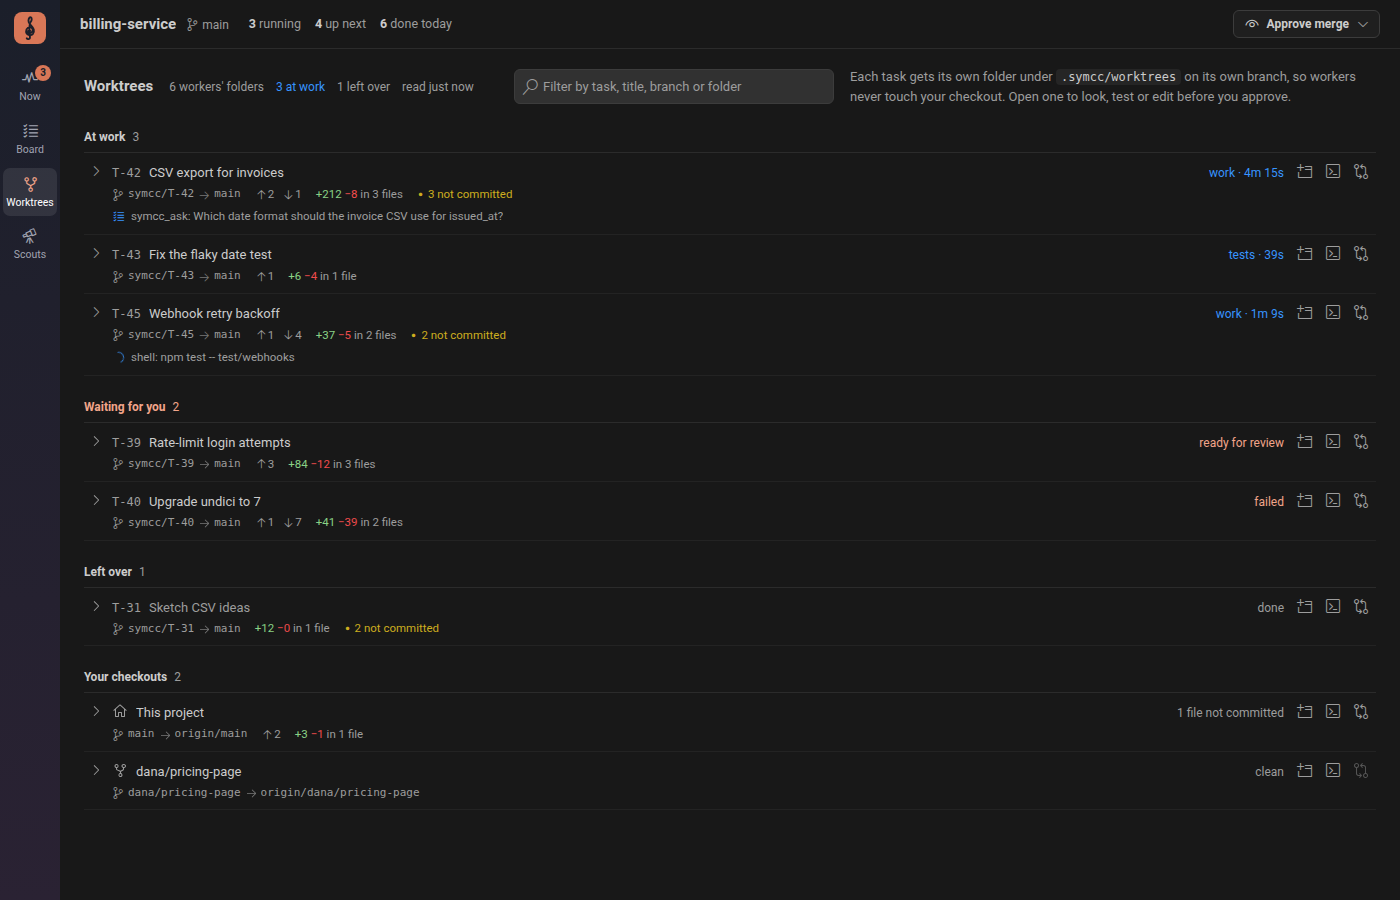 billing-service main 3 running 4 up next 6 done today Approve merge
3
Now
Board
Worktrees
Scouts
Worktrees 6 workers' folders 3 at work 1 left over read just now Filter by task, title, branch or folder
Each task gets its own folder under .symcc/worktrees on its own branch, so workers
never touch your checkout. Open one to look, test or edit before you approve.
At work 3
T-42 CSV export for invoices work · 4m 15s
symcc/T-42 → main ↑2 ↓1 +212 −8 in 3 files • 3 not committed
symcc_ask: Which date format should the invoice CSV use for issued_at?
T-43 Fix the flaky date test tests · 39s
symcc/T-43 → main ↑1 +6 −4 in 1 file
T-45 Webhook retry backoff work · 1m 9s
symcc/T-45 → main ↑1 ↓4 +37 −5 in 2 files • 2 not committed
shell: npm test -- test/webhooks
Waiting for you 2
T-39 Rate-limit login attempts ready for review
symcc/T-39 → main ↑3 +84 −12 in 3 files
T-40 Upgrade undici to 7 failed
symcc/T-40 → main ↑1 ↓7 +41 −39 in 2 files
Left over 1
T-31 Sketch CSV ideas done
symcc/T-31 → main +12 −0 in 1 file • 2 not committed
Your checkouts 2
This project 1 file not committed
main → origin/main ↑2 +3 −1 in 1 file
dana/pricing-page clean
dana/pricing-page → origin/dana/pricing-page